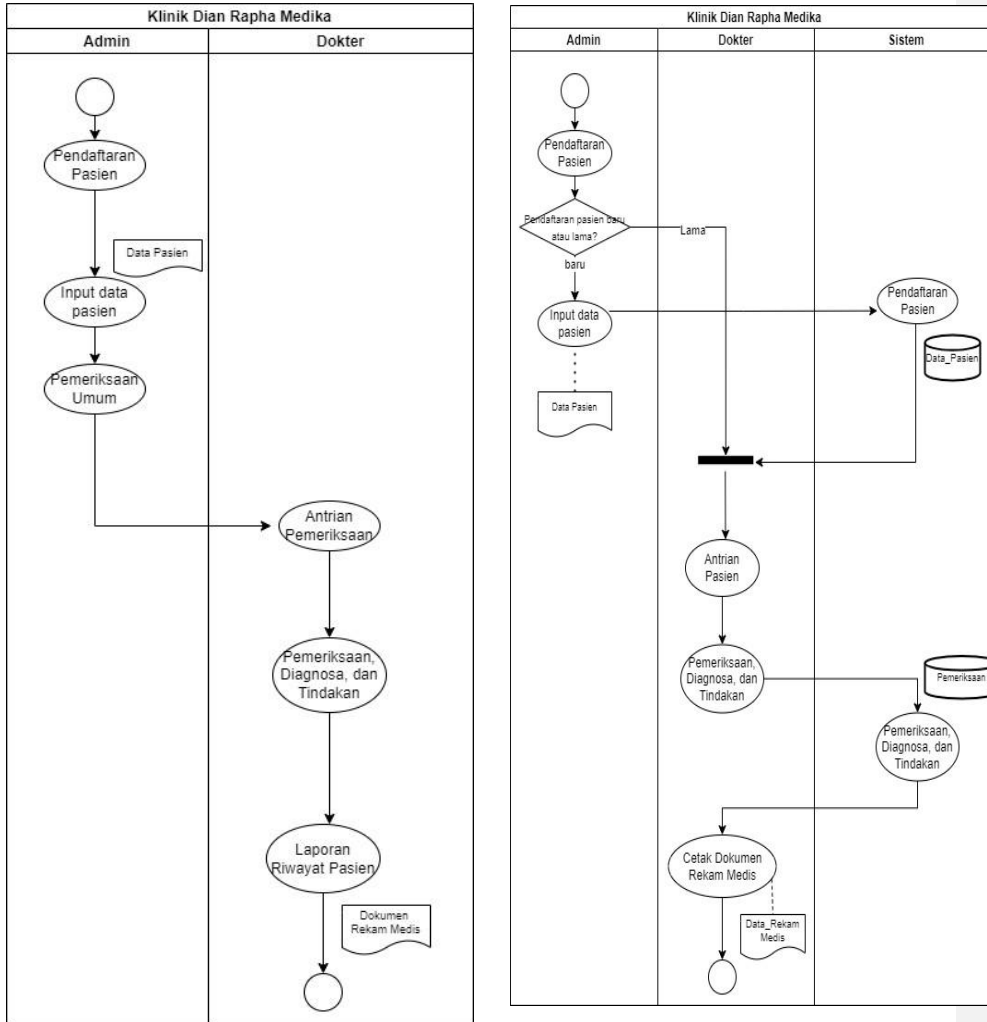 Klinik Dian Rapha Medika
Admin
Dokter
Pendaftaran
Pasien
Data Pasien
Input data
pasien
Pemeriksaan
Umum
Antrian
Pemeriksaan
Pemeriksaan,
Diagnosa, dan
Tindakan
Laporan
Riwayat Pasien
Dokumen
Rekam Medis
Klinik Dian Rapha Medika
Admin
Dokter
Sistem
Pendaftaran
Pasien
Pendaftaran pasien baru
atau lama?
Lama
baru
Input data
pasien
Pendaftaran
Pasien
Data_Pasien
Data Pasien
Antrian
Pasien
Pemeriksaan,
Diagnosa, dan
Tindakan
Pemeriksaan
Pemeriksaan,
Diagnosa, dan
Tindakan
Cetak Dokumen
Rekam Medis
Data_Rekam
Medis